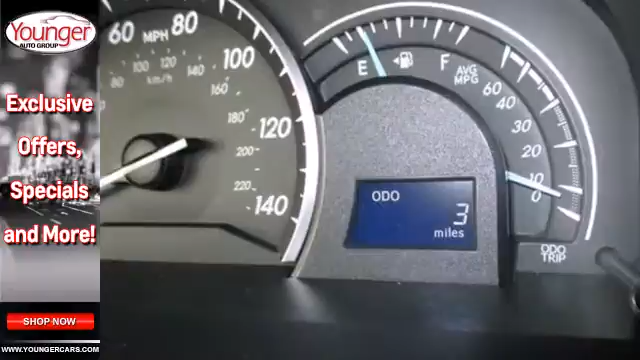 Younger
AUTO GROUP
Exclusive
Offers,
Specials
and More!
SHOP NOW
WWW.YOUNGERCARS.COM
60 MPH 80
100
120
140
80 km/h 120 140
160
180
200
220
E F
AVG
MPG
60
40
30
20
10
0
ODO
3
miles
ODO
TRIP